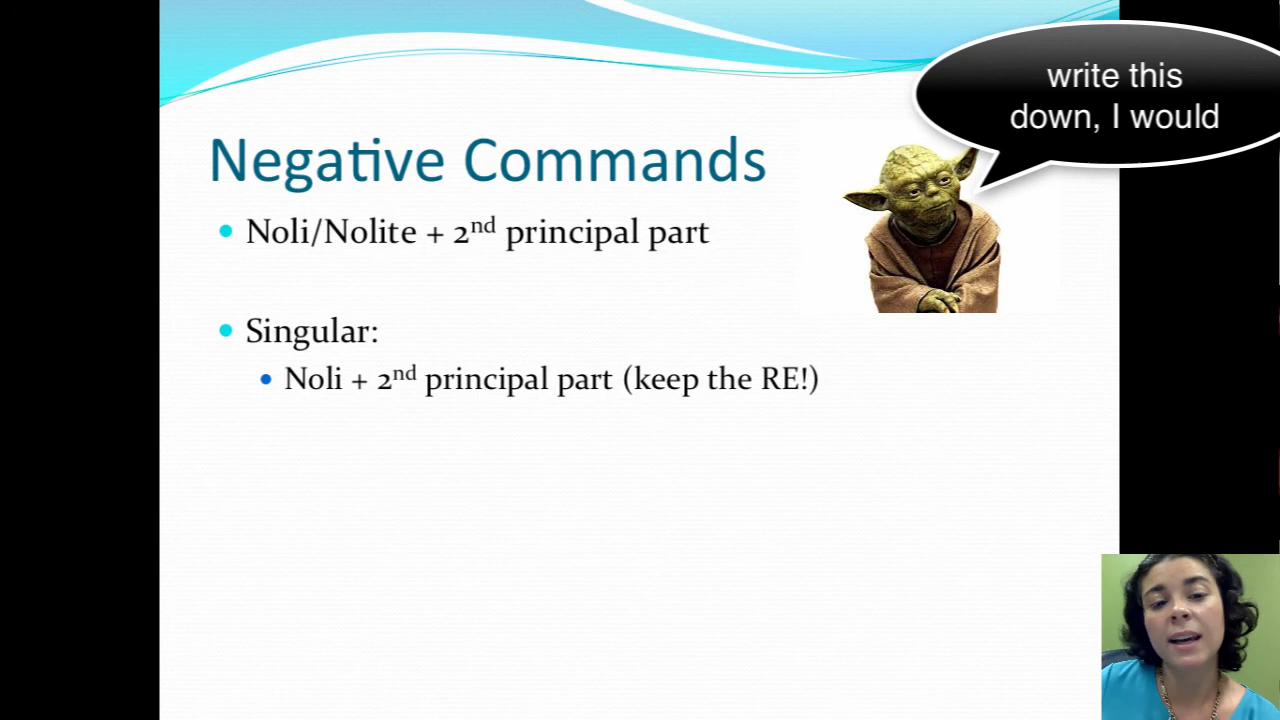 write this
down, I would
Negative Commands
Noli/Nolite + 2nd principal part
Singular:
Noli + 2nd principal part (keep the RE!)